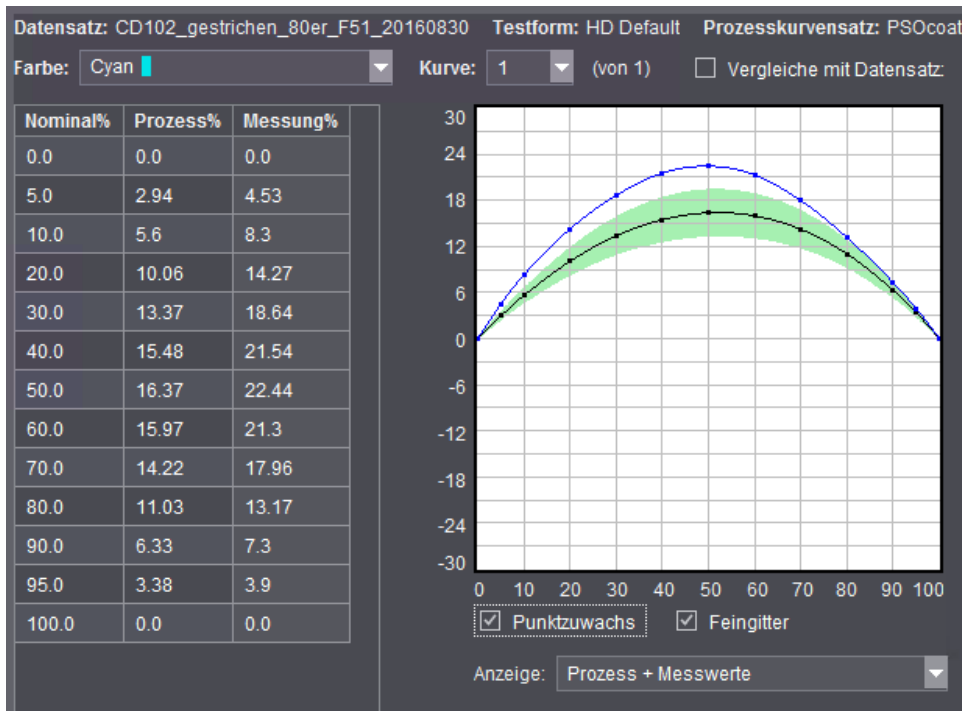 Datensatz: CD102_gestrichen_80er_F51_20160830 Testform: HD Default Prozesskurvensatz: PSOcoat
Farbe: Cyan Kurve: 1 (von 1) Vergleiche mit Datensatz:
Nominal% Prozess% Messung%
0.0 0.0 0.0
5.0 2.94 4.53
10.0 5.6 8.3
20.0 10.06 14.27
30.0 13.37 18.64
40.0 15.48 21.54
50.0 16.37 22.44
60.0 15.97 21.3
70.0 14.22 17.96
80.0 11.03 13.17
90.0 6.33 7.3
95.0 3.38 3.9
100.0 0.0 0.0
30
24
18
12
6
0
-6
-12
-18
-24
-30
0 10 20 30 40 50 60 70 80 90 100
Punktzuwachs Feingitter
Anzeige: Prozess + Messwerte